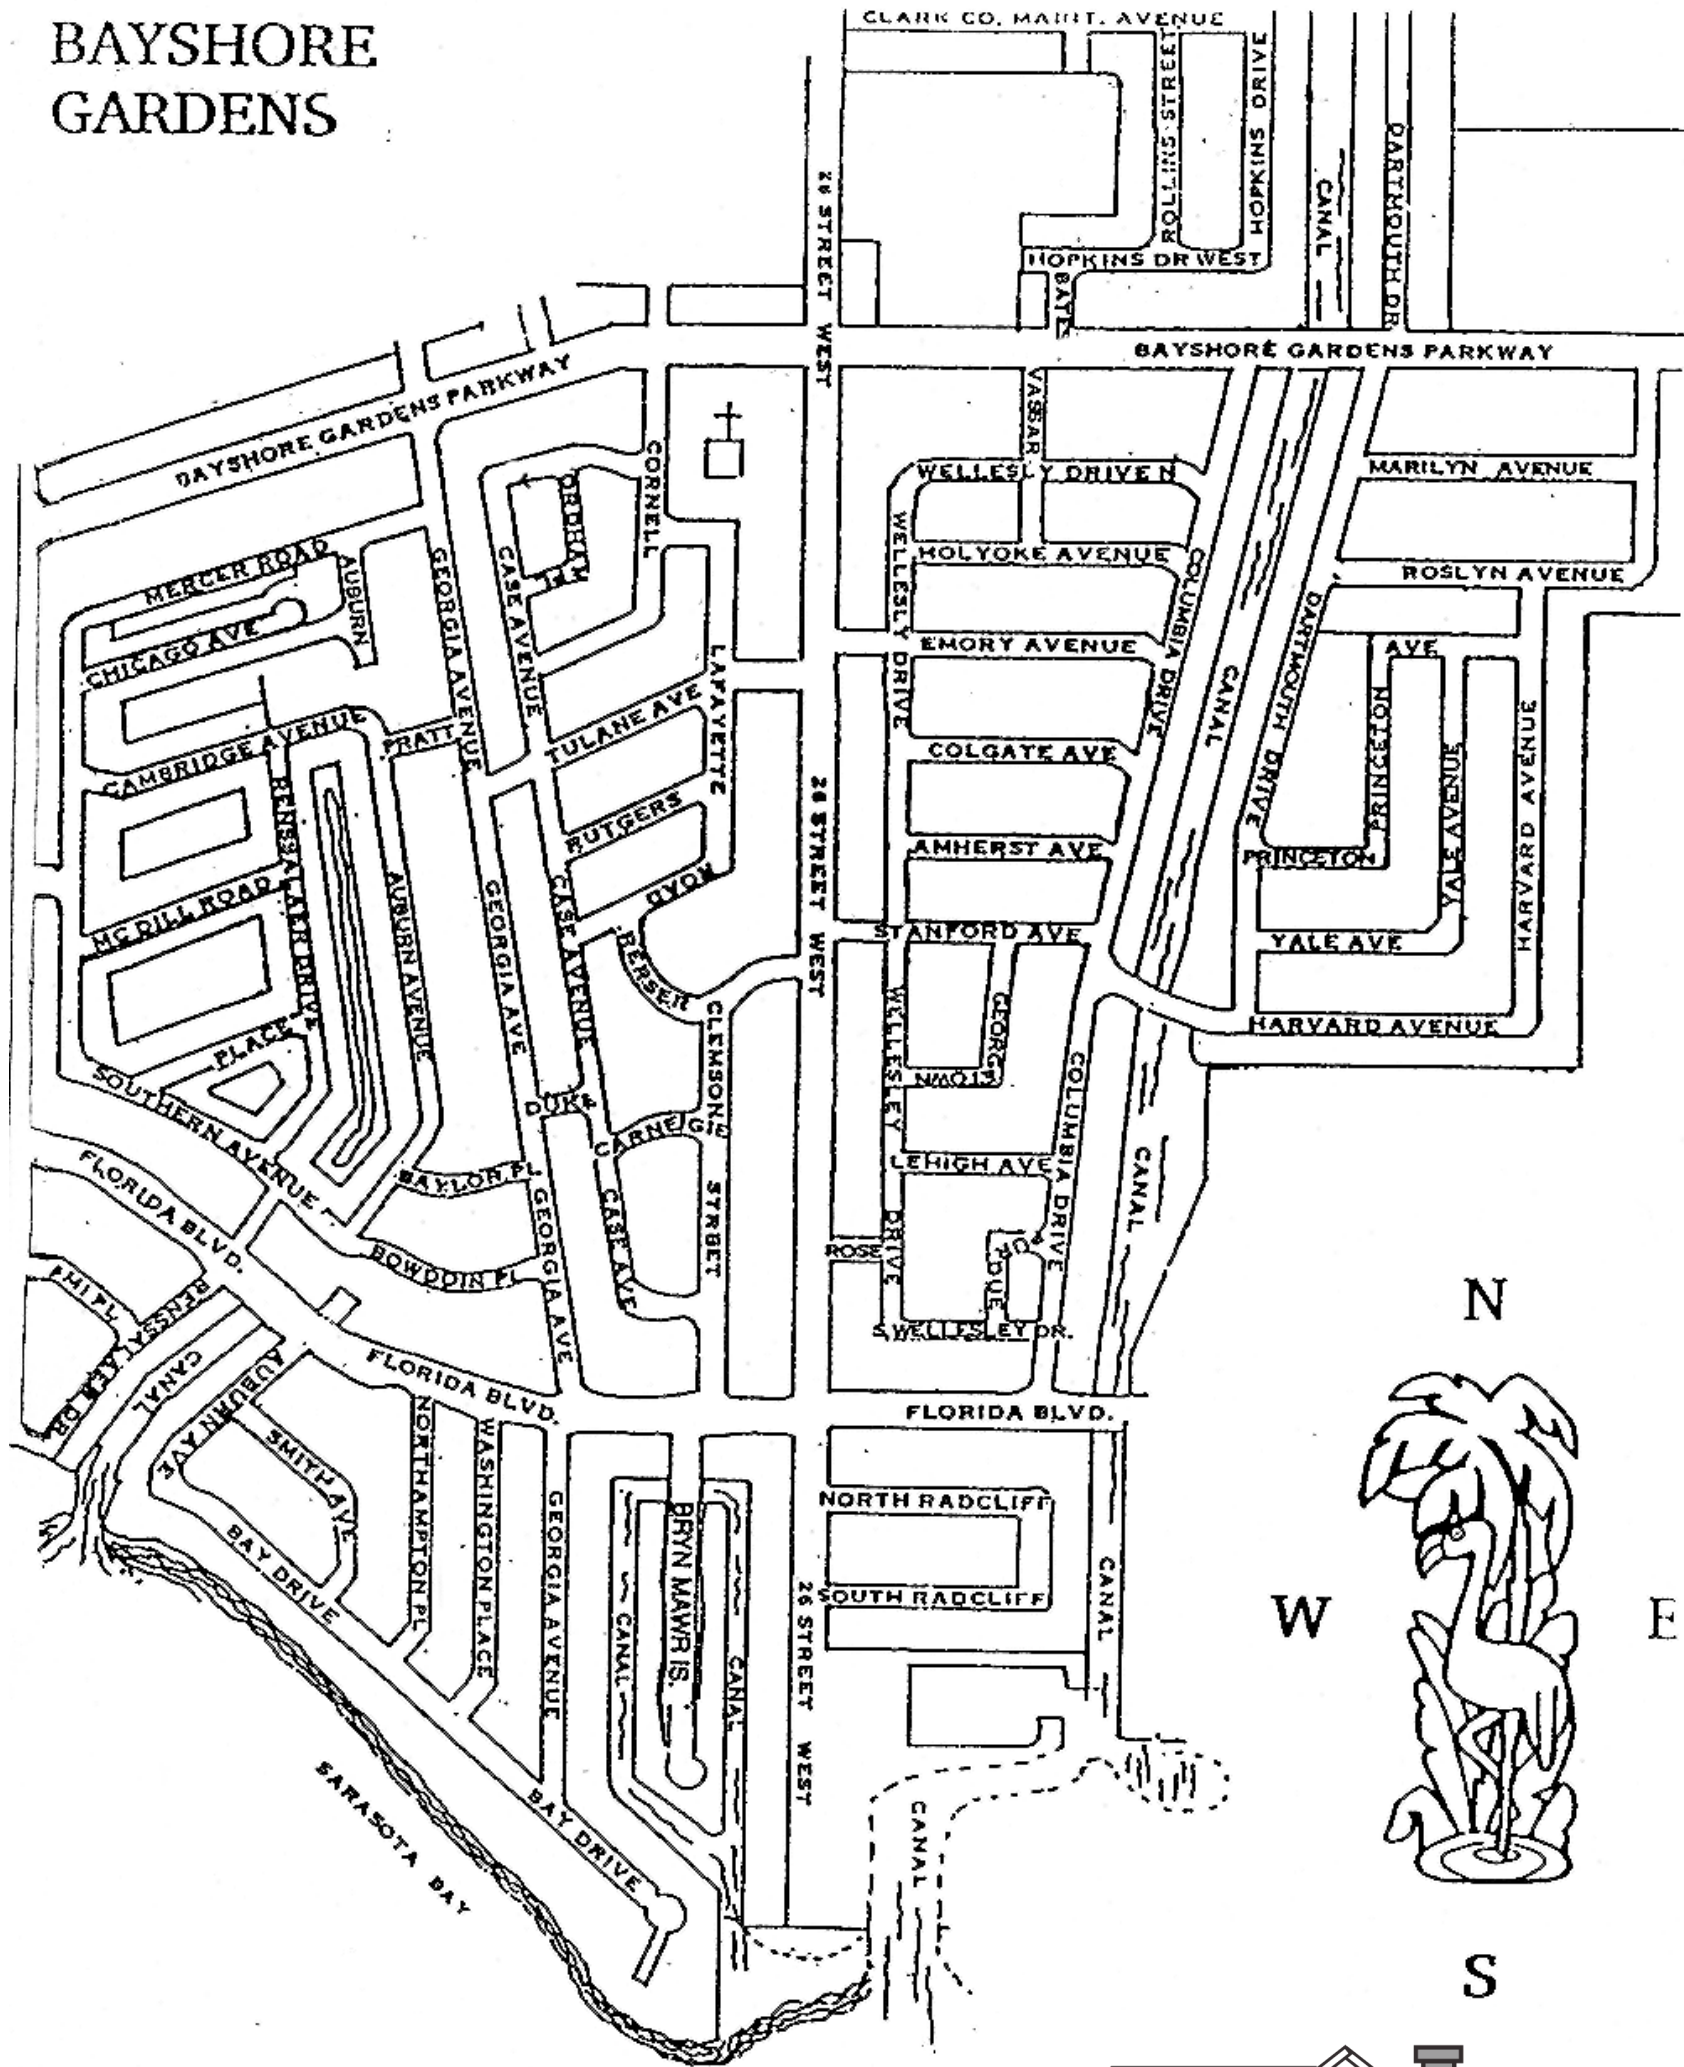 BAYSHORE
GARDENS
CLARK CO. MAINT. AVENUE
ROLLINS STREET
HOPKINS DRIVE
CANAL
DARTMOUTH DR
26 STREET WEST
HOPKINS DR WEST
BAYSHORE GARDENS PARKWAY
BAYSHORE GARDENS PARKWAY
VASSAR
CORNELL
WELLESLY DRIVE N
MARILYN AVENUE
MERCER ROAD
AUBURN
GEORGIA AVENUE
CASE AVENUE
WELLESLY DRIVE
HOLYOKE AVENUE
COLUMBIA DRIVE
ROSLYN AVENUE
DARTMOUTH DRIVE
CHICAGO AVE
LAFAYETTE
EMORY AVENUE
CANAL
AVE
PRINCETON
YALE AVENUE
HARVARD AVENUE
CAMBRIDGE AVENUE
PRATT
TULANE AVE
COLGATE AVE
RENSSALAER DRIVE
RUTGERS
26 STREET WEST
AMHERST AVE
PRINCETON
MC DILL ROAD
AUBURN AVENUE
GEORGIA AVE
CASE AVENUE
ROAD
STANFORD AVE
YALE AVE
WELLESLEY DRIVE
GEORGETOWN
HARVARD AVENUE
PLACE
CLEMSON STREET
COLUMBIA DRIVE
SOUTHERN AVENUE
DUKE
CARNEGIE
CANAL
FLORIDA BLVD.
BAYLOR PL
GEORGIA AVE
CASE AVE
LEHIGH AVE
BOWDOIN PL
ROSE
PURDUE
N
RENSSALAER DR
CANAL
AUBURN AVE
FLORIDA BLVD.
S. WELLESLEY DR.
FLORIDA BLVD.
SMITH AVE
NORTHAMPTON PL
WASHINGTON PLACE
GEORGIA AVENUE
CANAL
BRYN MAWR IS.
CANAL
26 STREET WEST
NORTH RADCLIFF
SOUTH RADCLIFF
CANAL
W
E
BAY DRIVE
BAY DRIVE
SARASOTA BAY
CANAL
S